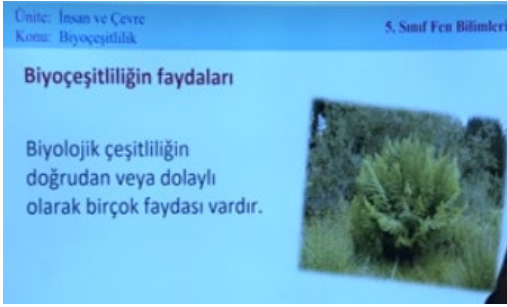 Ünite: İnsan ve Çevre
Konu: Biyoçeşitlilik
5. Sınıf Fen Bilimleri
Biyoçeşitliliğin faydaları
Biyolojik çeşitliliğin
doğrudan veya dolaylı
olarak birçok faydası vardır.